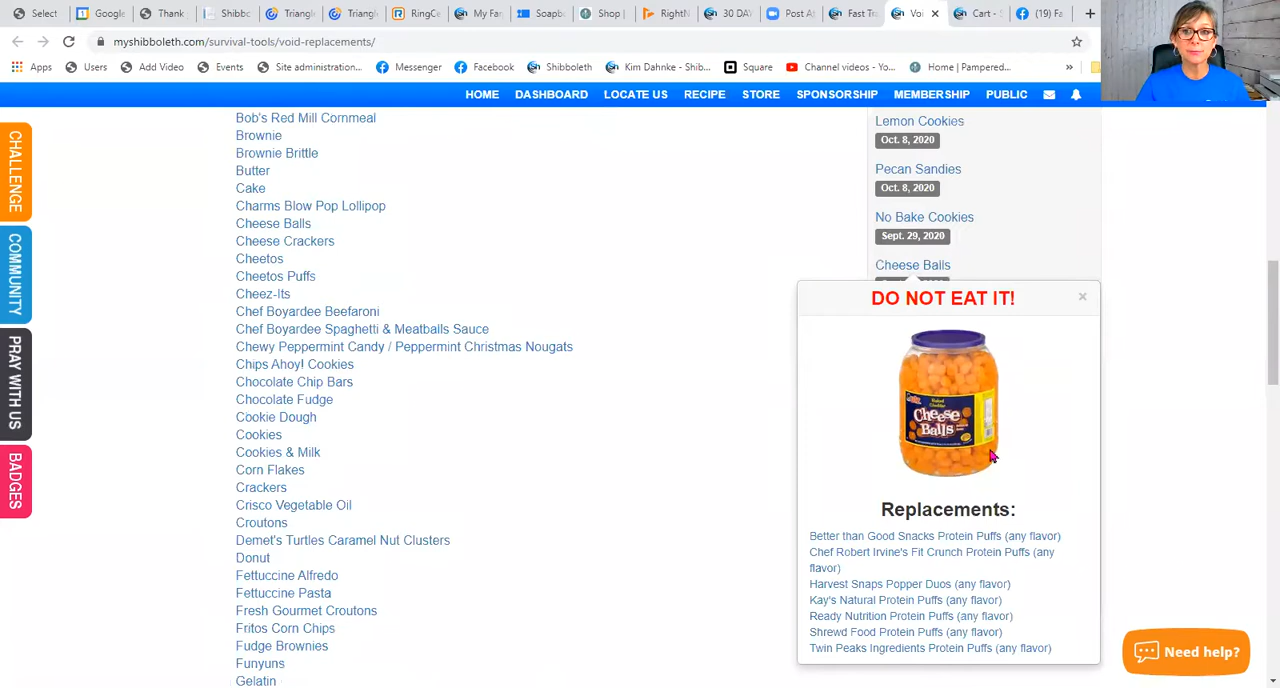 Select
Google
Thank
Shibbc
Triangle
Triangle
RingCe
My Fa
Soapb
Shop |
RightN
30 DAY
Post A
Fast Tra
Voi
Cart - S
(19) Fa
myshibboleth.com/survival-tools/void-replacements/
Apps Users Add Video Events Site administration... Messenger Shibboleth Kim Dahnke - Shib... Square Channel videos - Yo... Home | Pampered... »
HOME DASHBOARD LOCATE US RECIPE STORE SPONSORSHIP MEMBERSHIP PUBLIC
CHALLENGE
COMMUNITY
PRAY WITH US
BADGES
Bob's Red Mill Cornmeal
Brownie
Brownie Brittle
Butter
Cake
Charms Blow Pop Lollipop
Cheese Balls
Cheese Crackers
Cheetos
Cheetos Puffs
Cheez-Its
Chef Boyardee Beefaroni
Chef Boyardee Spaghetti & Meatballs Sauce
Chewy Peppermint Candy / Peppermint Christmas Nougats
Chips Ahoy! Cookies
Chocolate Chip Bars
Chocolate Fudge
Cookie Dough
Cookies
Cookies & Milk
Corn Flakes
Crackers
Crisco Vegetable Oil
Croutons
Demet's Turtles Caramel Nut Clusters
Donut
Fettuccine Alfredo
Fettuccine Pasta
Fresh Gourmet Croutons
Fritos Corn Chips
Fudge Brownies
Funyuns
Gelatin
Lemon Cookies
Oct. 8, 2020
Pecan Sandies
Oct. 8, 2020
No Bake Cookies
Sept. 29, 2020
Cheese Balls
DO NOT EAT IT!
×
Cheese
Balls
Replacements:
Better than Good Snacks Protein Puffs (any flavor)
Chef Robert Irvine's Fit Crunch Protein Puffs (any
flavor)
Harvest Snaps Popper Duos (any flavor)
Kay's Natural Protein Puffs (any flavor)
Ready Nutrition Protein Puffs (any flavor)
Shrewd Food Protein Puffs (any flavor)
Twin Peaks Ingredients Protein Puffs (any flavor)
Need help?